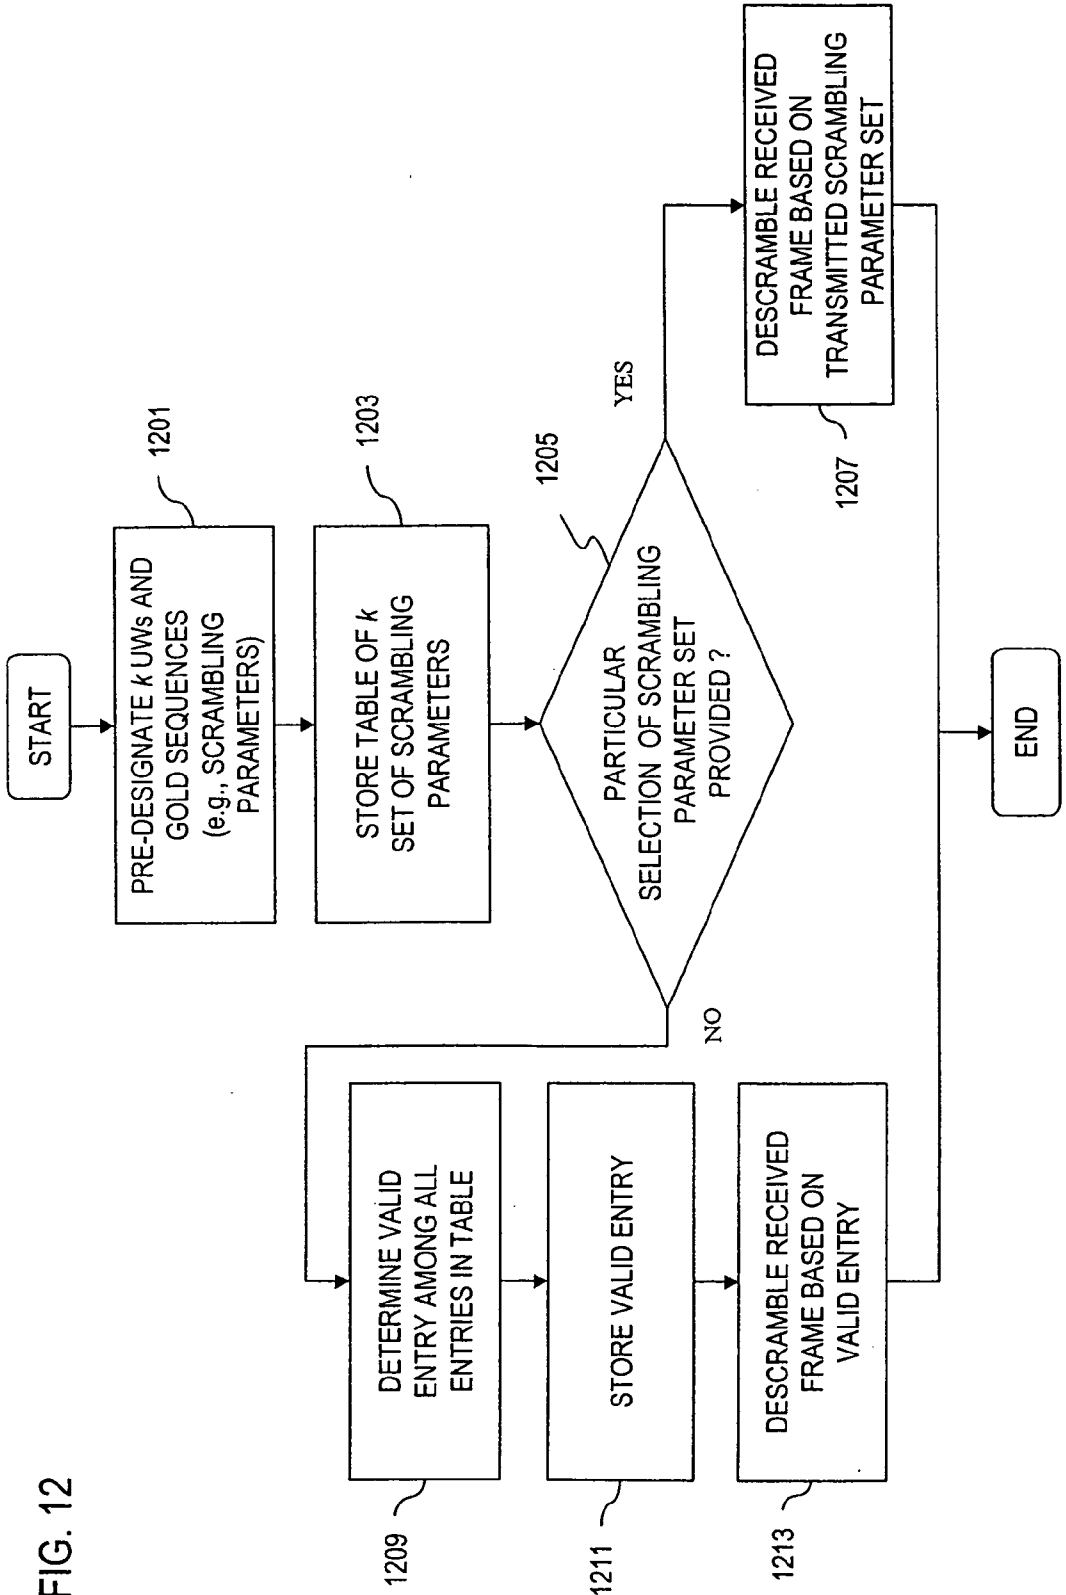 FIG. 12
START
PRE-DESIGNATE k UWs AND
GOLD SEQUENCES
(e.g., SCRAMBLING
PARAMETERS)
1201
STORE TABLE OF k
SET OF SCRAMBLING
PARAMETERS
1203
PARTICULAR
SELECTION OF SCRAMBLING
PARAMETER SET
PROVIDED ?
1205
YES
NO
DESCRAMBLE RECEIVED
FRAME BASED ON
TRANSMITTED SCRAMBLING
PARAMETER SET
1207
DETERMINE VALID
ENTRY AMONG ALL
ENTRIES IN TABLE
1209
STORE VALID ENTRY
1211
DESCRAMBLE RECEIVED
FRAME BASED ON
VALID ENTRY
1213
END